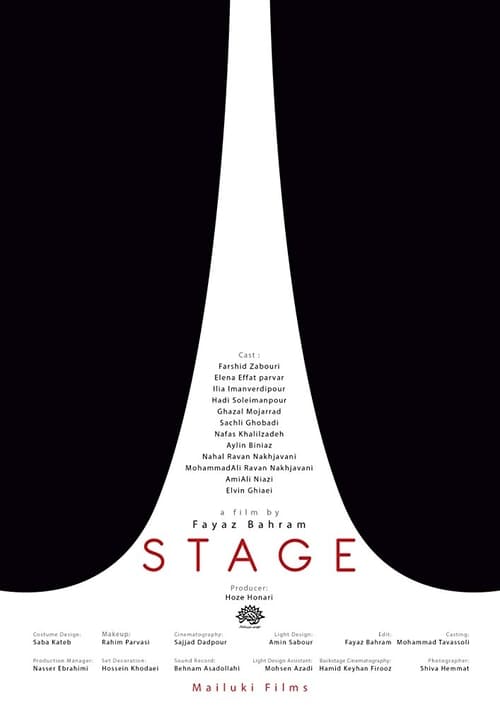 Cast :
Farshid Zabouri
Elena Effat parvar
Ilia Imanverdipour
Hadi Soleimanpour
Ghazal Mojarrad
Sachli Ghobadi
Nafas Khalilzadeh
Aylin Biniaz
Nahal Ravan Nakhjavani
MohammadAli Ravan Nakhjavani
AmiAli Niazi
Elvin Ghiaei
a film by
Fayaz Bahram
STAGE
Producer:
Hoze Honari
Costume Design: Makeup: Cinematography: Light Design: Edit: Casting:
Saba Kateb Rahim Parvasi Sajjad Dadpour Amin Sabour Fayaz Bahram Mohammad Tavassoli
Production Manager: Set Decoration: Sound Record: Light Design Assistant: Backstage Cinematography: Photographer:
Nasser Ebrahimi Hossein Khodaei Behnam Asadollahi Mohsen Azadi Hamid Keyhan Firooz Shiva Hemmat
Mailuki Films